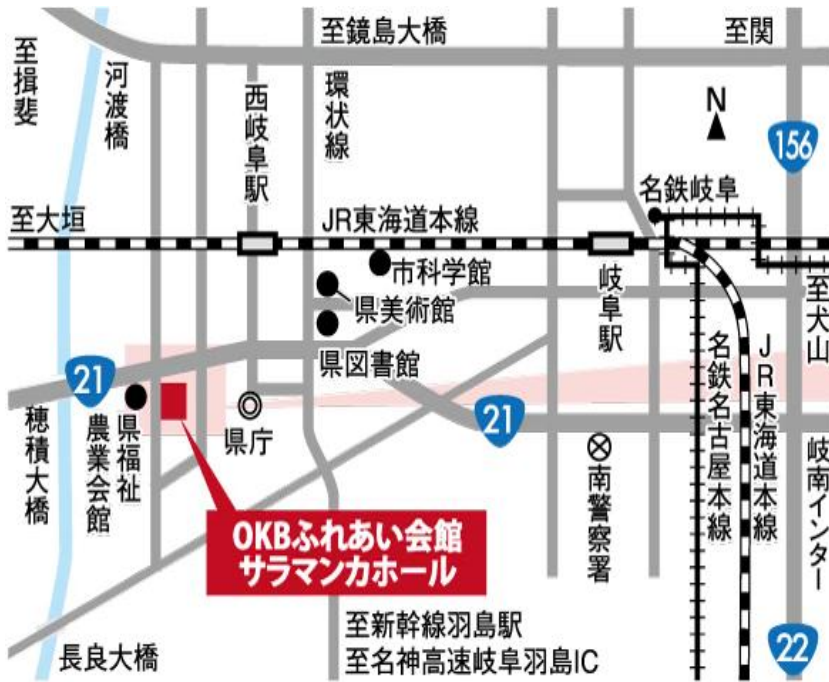 至鏡島大橋
至関
至揖斐
河渡橋
西岐阜駅
環状線
N
156
名鉄岐阜
至大垣
JR東海道本線
市科学館
県美術館
岐阜駅
至犬山
県図書館
21
21
県庁
県福祉
農業会館
穂積大橋
南警察署
名鉄名古屋本線
JR東海道本線
岐南インター
OKBふれあい会館
サラマンカホール
至新幹線羽島駅
至名神高速岐阜羽島IC
長良大橋
22